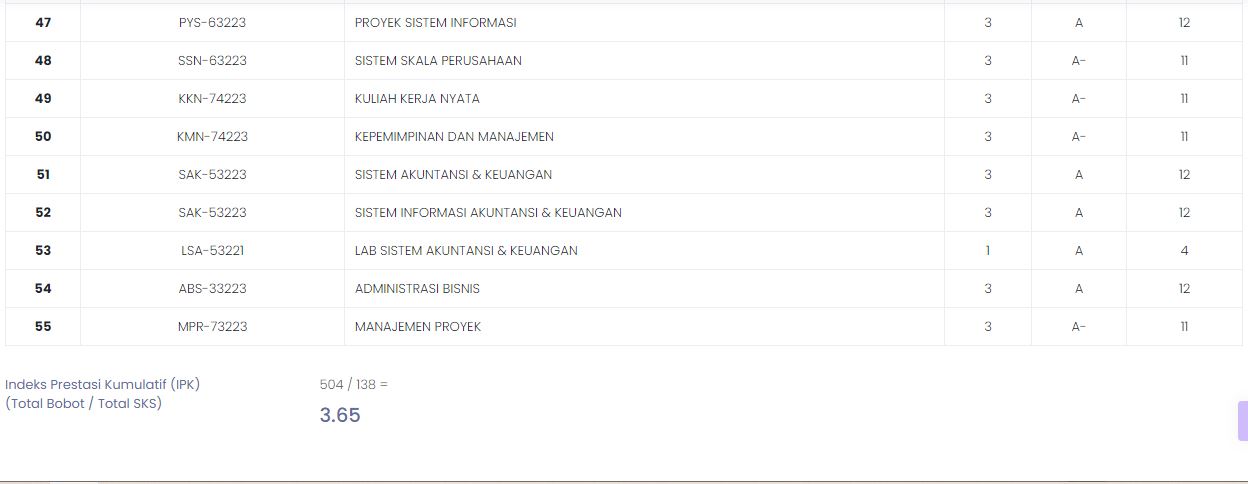 47 PYS-63223 PROYEK SISTEM INFORMASI 3 A 12
48 SSN-63223 SISTEM SKALA PERUSAHAAN 3 A- 11
49 KKN-74223 KULIAH KERJA NYATA 3 A- 11
50 KMN-74223 KEPEMIMPINAN DAN MANAJEMEN 3 A- 11
51 SAK-53223 SISTEM AKUNTANSI & KEUANGAN 3 A 12
52 SAK-53223 SISTEM INFORMASI AKUNTANSI & KEUANGAN 3 A 12
53 LSA-53221 LAB SISTEM AKUNTANSI & KEUANGAN 1 A 4
54 ABS-33223 ADMINISTRASI BISNIS 3 A 12
55 MPR-73223 MANAJEMEN PROYEK 3 A- 11
Indeks Prestasi Kumulatif (IPK) 504 / 138 =
(Total Bobot / Total SKS)
3.65